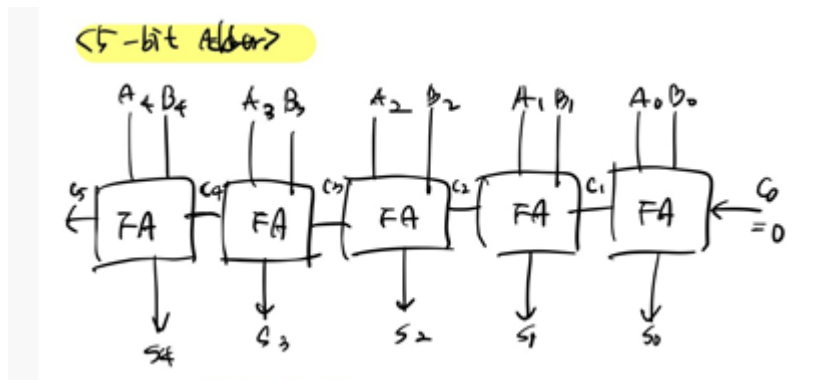 <5-bit Adder>
A4 B4 A3 B3 A2 B2 A1 B1 A0 B0
C5 C4 C3 C2 C1 C0
FA FA FA FA FA =0
S4 S3 S2 S1 S0